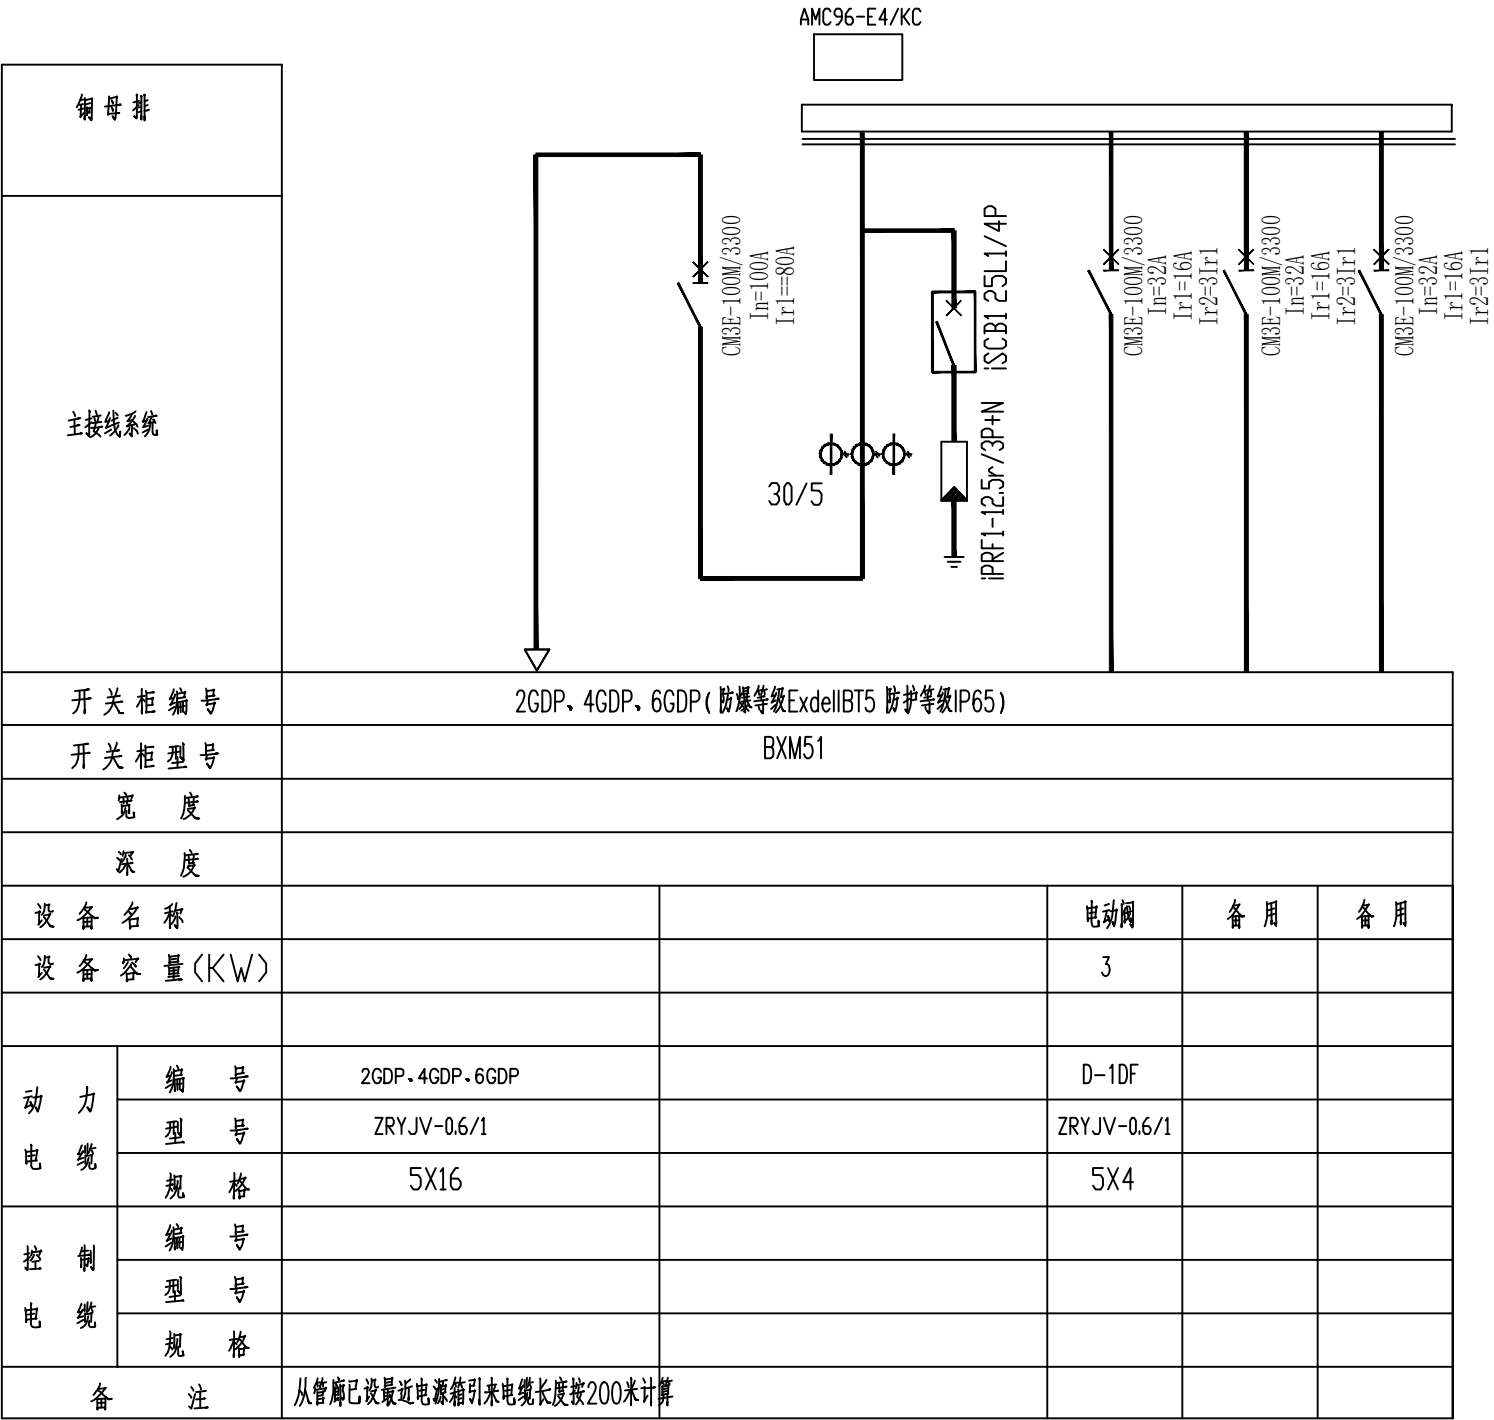 AMC96-E4/KC
铜母排
主接线系统
CM3E-100M/3300
In=100A
Ir1==80A
30/5
iSCB1 25L1/4P
iPRF1-12.5r/3P+N
CM3E-100M/3300
In=32A
Ir1=16A
Ir2=3Ir1
CM3E-100M/3300
In=32A
Ir1=16A
Ir2=3Ir1
CM3E-100M/3300
In=32A
Ir1=16A
Ir2=3Ir1
开关柜编号 2GDP、4GDP、6GDP(防爆等级ExdeIIBT5 防护等级IP65)
开关柜型号 BXM51
宽 度
深 度
设备名称 电动阀 备用 备用
设备容量(KW) 3
动力电缆
编号 2GDP、4GDP、6GDP D-1DF
型号 ZRYJV-0.6/1 ZRYJV-0.6/1
规格 5X16 5X4
控制电缆
编号
型号
规格
备注 从管廊已设最近电源箱引来电缆长度按200米计算